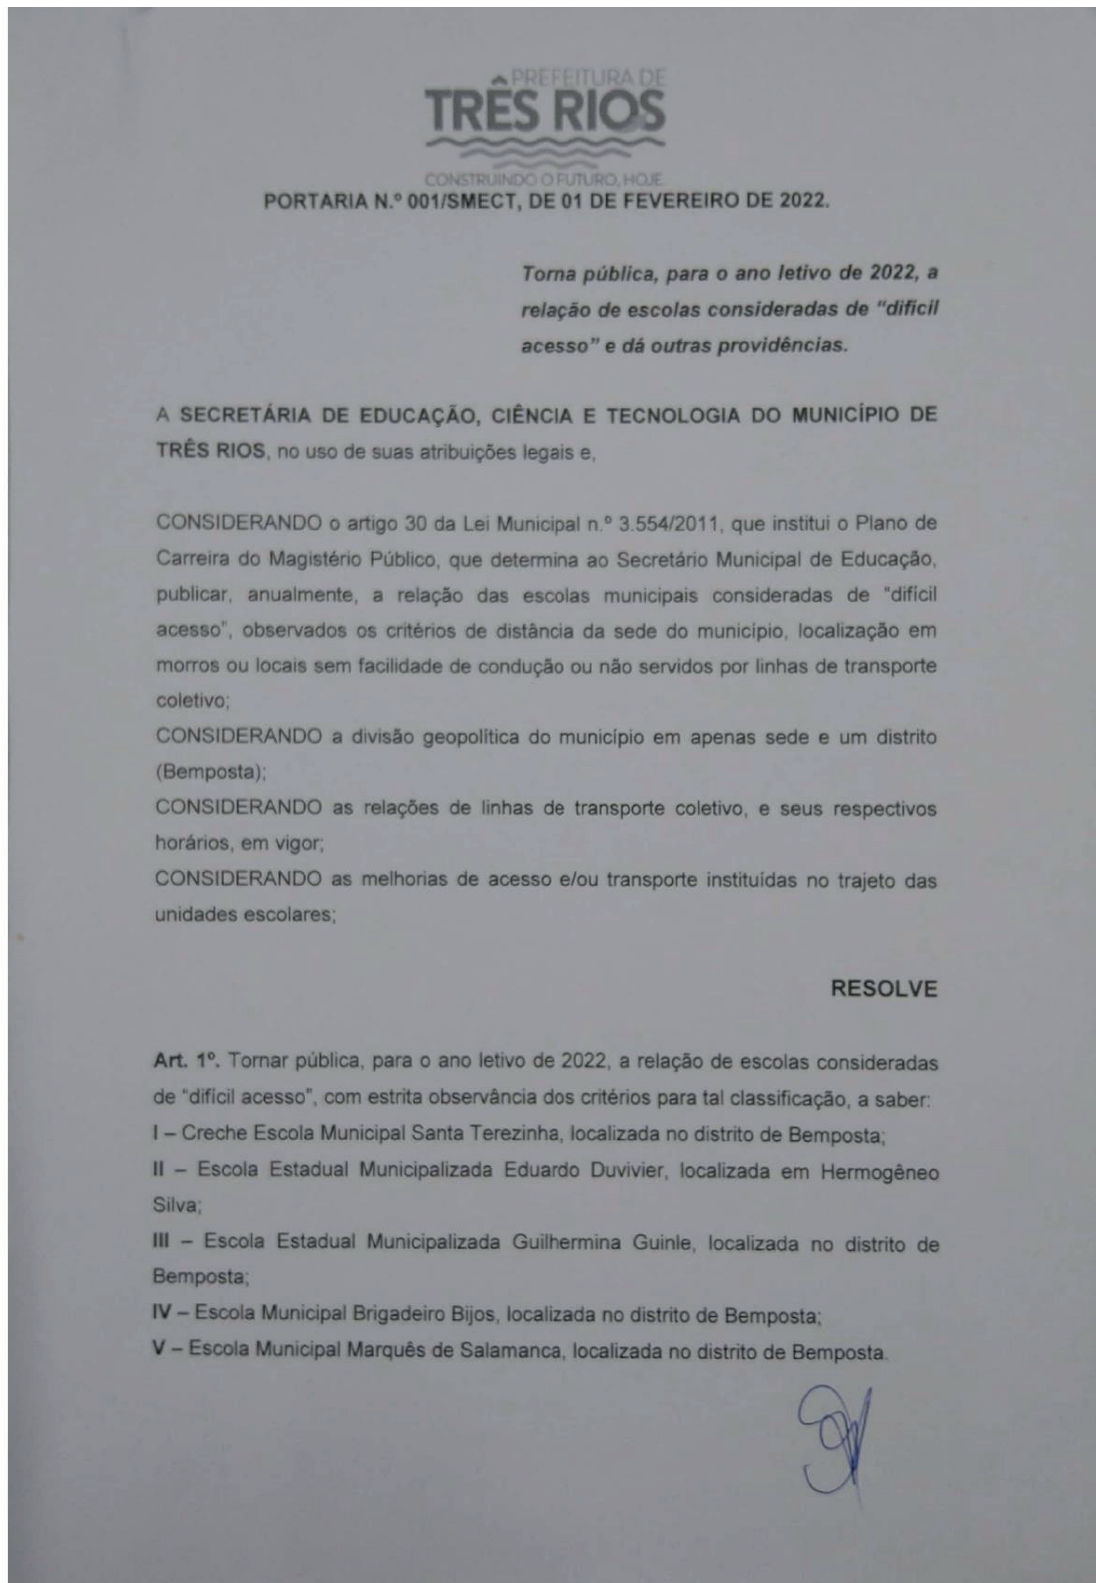 PREFEITURA DE
TRÊS RIOS
CONSTRUINDO O FUTURO, HOJE.
PORTARIA N.º 001/SMECT, DE 01 DE FEVEREIRO DE 2022.
Torna pública, para o ano letivo de 2022, a
relação de escolas consideradas de “difícil
acesso” e dá outras providências.
A SECRETÁRIA DE EDUCAÇÃO, CIÊNCIA E TECNOLOGIA DO MUNICÍPIO DE
TRÊS RIOS, no uso de suas atribuições legais e,
CONSIDERANDO o artigo 30 da Lei Municipal n.º 3.554/2011, que institui o Plano de
Carreira do Magistério Público, que determina ao Secretário Municipal de Educação,
publicar, anualmente, a relação das escolas municipais consideradas de “difícil
acesso”, observados os critérios de distância da sede do município, localização em
morros ou locais sem facilidade de condução ou não servidos por linhas de transporte
coletivo;
CONSIDERANDO a divisão geopolítica do município em apenas sede e um distrito
(Bemposta);
CONSIDERANDO as relações de linhas de transporte coletivo, e seus respectivos
horários, em vigor;
CONSIDERANDO as melhorias de acesso e/ou transporte instituídas no trajeto das
unidades escolares;
RESOLVE
Art. 1º. Tornar pública, para o ano letivo de 2022, a relação de escolas consideradas
de “difícil acesso”, com estrita observância dos critérios para tal classificação, a saber:
I – Creche Escola Municipal Santa Terezinha, localizada no distrito de Bemposta;
II – Escola Estadual Municipalizada Eduardo Duvivier, localizada em Hermogêneo
Silva;
III – Escola Estadual Municipalizada Guilhermina Guinle, localizada no distrito de
Bemposta;
IV – Escola Municipal Brigadeiro Bijos, localizada no distrito de Bemposta;
V – Escola Municipal Marquês de Salamanca, localizada no distrito de Bemposta.